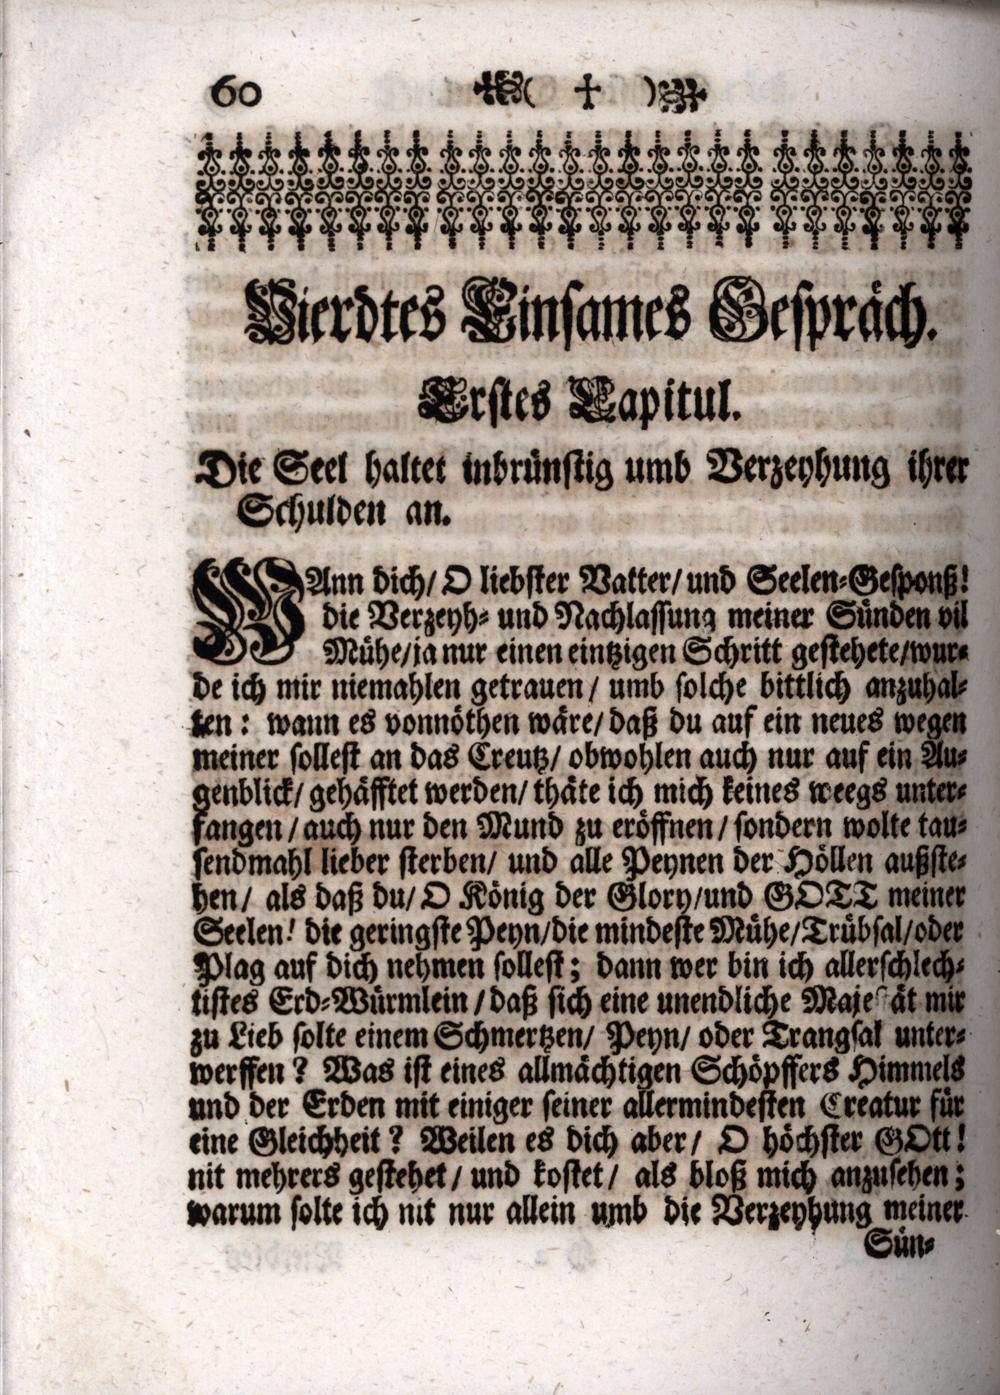 60 ( † )
Vierdtes Einsames Gespräch.
Erstes Capitul.
Die Seel haltet inbrünstig umb Verzeyhung ihrer
Schulden an.
WAnn dich/ O liebster Vatter/ und Seelen-Gesponß!
die Verzeyh- und Nachlassung meiner Sünden vil
Mühe/ ja nur einen eintzigen Schritt gestehete/ wur-
de ich mir niemahlen getrauen/ umb solche bittlich anzuhal-
ten: wann es vonnöthen wäre/ daß du auf ein neues wegen
meiner sollest an das Creutz/ obwohlen auch nur auf ein Au-
genblick/ gehäfftet werden/ thäte ich mich keines weegs unter-
fangen/ auch nur den Mund zu eröffnen/ sondern wolte tau-
sendmahl lieber sterben/ und alle Peynen der Höllen außste-
hen/ als daß du/ O König der Glory/ und GOTT meiner
Seelen! die geringste Peyn/ die mindeste Mühe/ Trübsal/ oder
Plag auf dich nehmen sollest; dann wer bin ich allerschlech-
tistes Erd-Würmlein/ daß sich eine unendliche Majestät mir
zu Lieb solte einem Schmertzen/ Peyn/ oder Trangsal unter-
werffen? Was ist eines allmächtigen Schöpffers Himmels
und der Erden mit einiger seiner allermindesten Creatur für
eine Gleichheit? Weilen es dich aber/ O höchster GOtt!
nit mehrers gestehet/ und kostet/ als bloß mich anzusehen;
warum solte ich nit nur allein umb die Verzeyhung meiner
Sün-